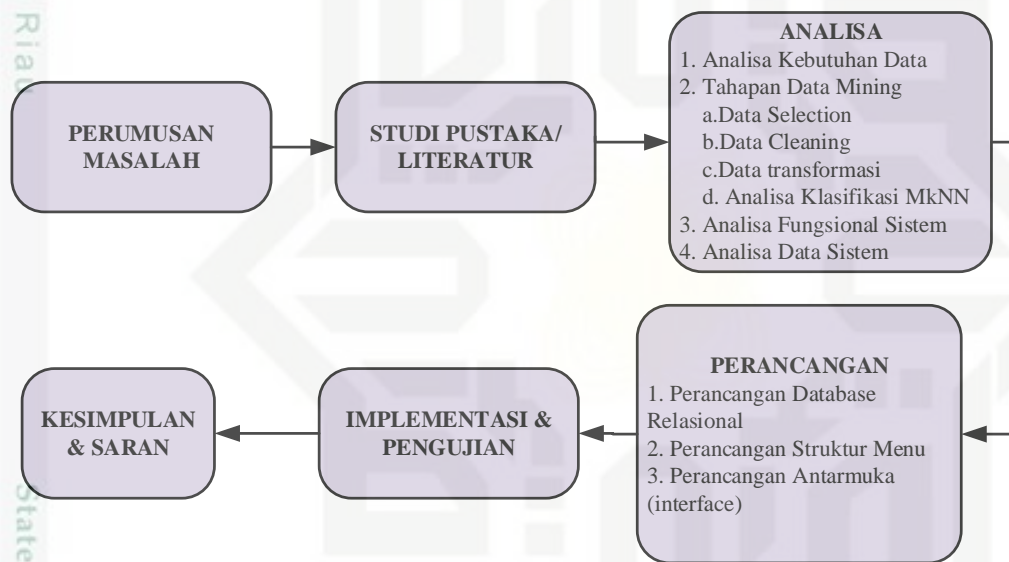 Riau
PERUMUSAN
MASALAH
STUDI PUSTAKA/
LITERATUR
ANALISA
1. Analisa Kebutuhan Data
2. Tahapan Data Mining
a.Data Selection
b.Data Cleaning
c.Data transformasi
d. Analisa Klasifikasi MkNN
3. Analisa Fungsional Sistem
4. Analisa Data Sistem
PERANCANGAN
1. Perancangan Database
Relasional
2. Perancangan Struktur Menu
3. Perancangan Antarmuka
(interface)
IMPLEMENTASI &
PENGUJIAN
KESIMPULAN
& SARAN
State